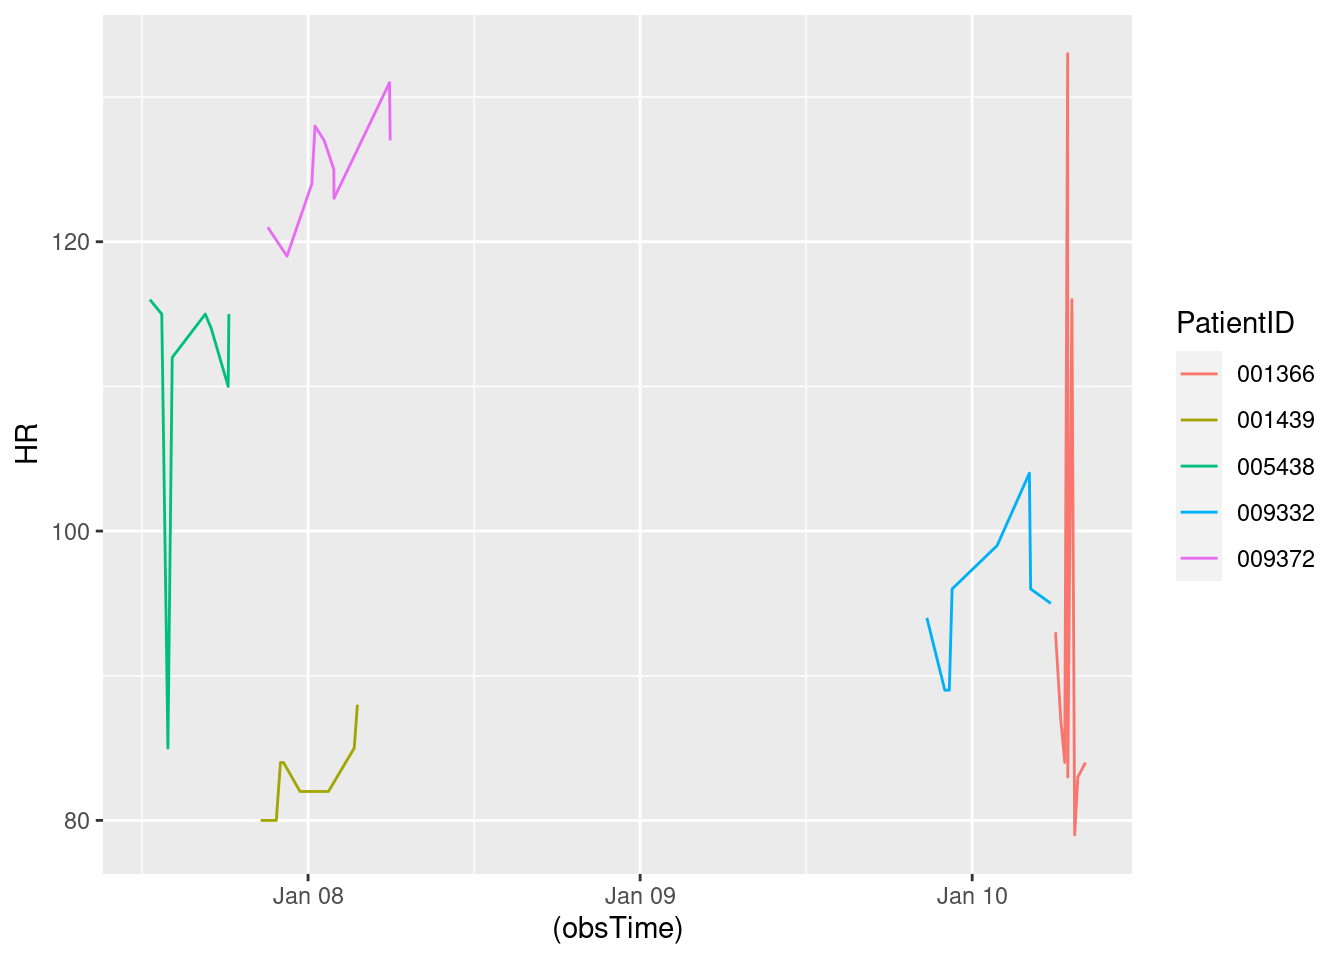 HR
120
100
80
Jan 08
Jan 09
Jan 10
(obsTime)
PatientID
001366
001439
005438
009332
009372